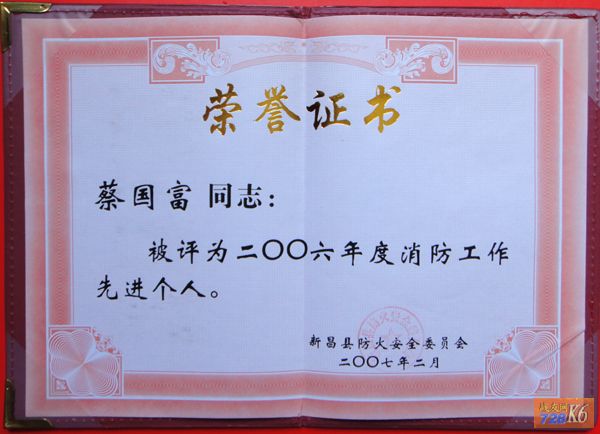 荣誉证书
蔡国富 同志：
被评为二〇〇六年度消防工作
先进个人。
新昌县防火安全委员会
二〇〇七年二月
728 K6